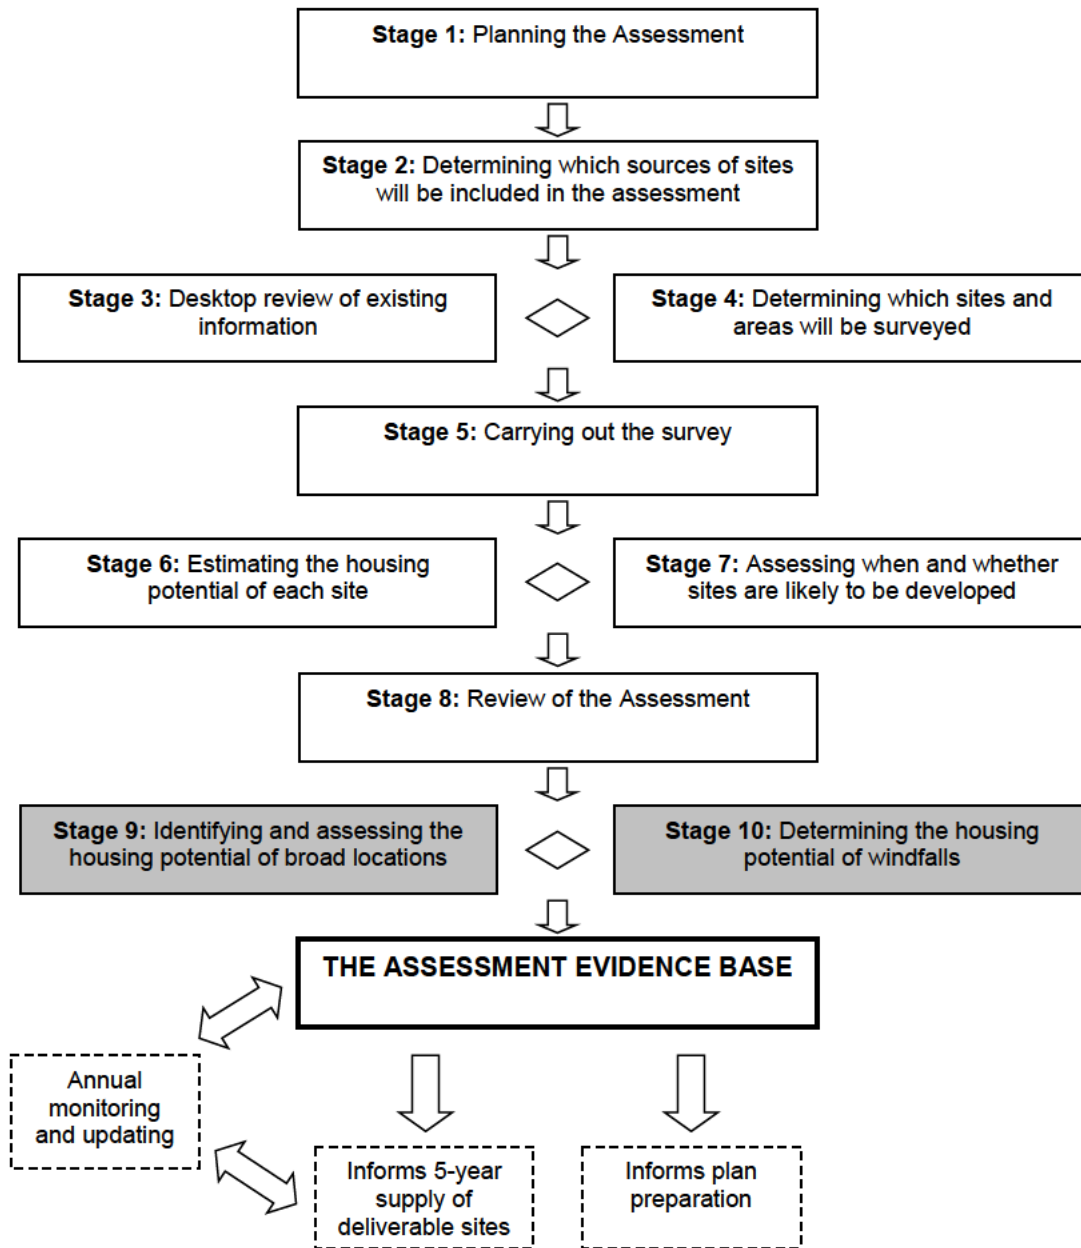 Stage 1: Planning the Assessment
Stage 2: Determining which sources of sites
will be included in the assessment
Stage 3: Desktop review of existing
information
Stage 4: Determining which sites and
areas will be surveyed
Stage 5: Carrying out the survey
Stage 6: Estimating the housing
potential of each site
Stage 7: Assessing when and whether
sites are likely to be developed
Stage 8: Review of the Assessment
Stage 9: Identifying and assessing the
housing potential of broad locations
Stage 10: Determining the housing
potential of windfalls
THE ASSESSMENT EVIDENCE BASE
Annual
monitoring
and updating
Informs 5-year
supply of
deliverable sites
Informs plan
preparation